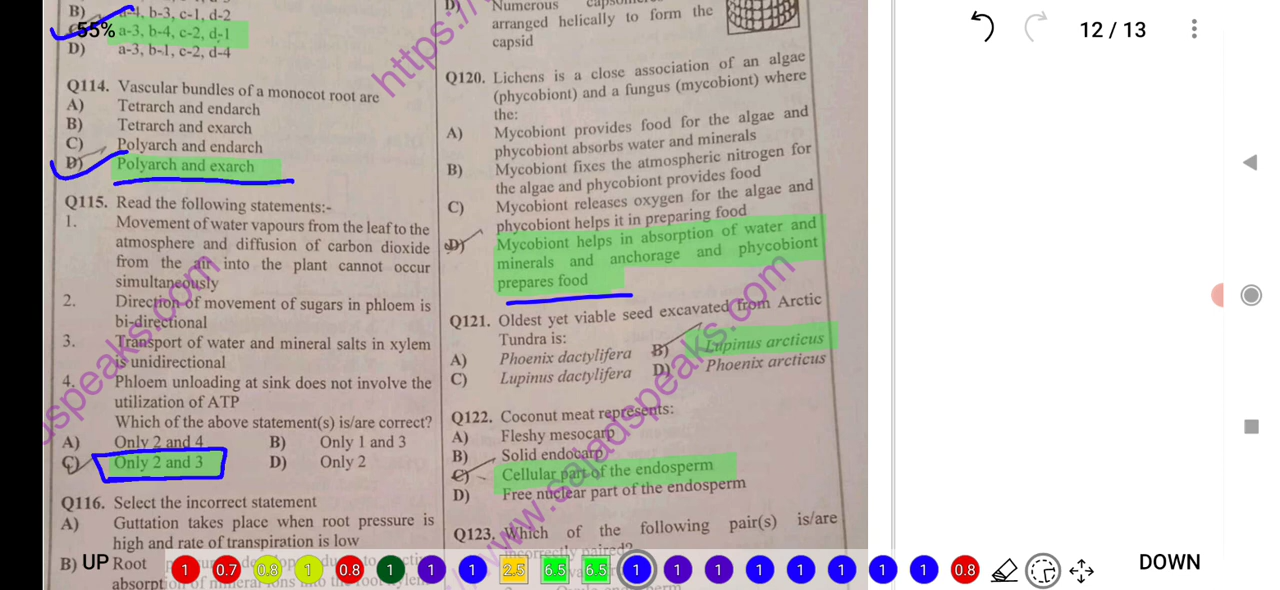 B) a-4, b-3, c-1, d-2
55% a-3, b-4, c-2, d-1
D) a-3, b-1, c-2, d-4
Q114. Vascular bundles of a monocot root are
A) Tetrarch and endarch
B) Tetrarch and exarch
C) Polyarch and endarch
D) Polyarch and exarch
Q115. Read the following statements:-
1. Movement of water vapours from the leaf to the
atmosphere and diffusion of carbon dioxide
from the air into the plant cannot occur
simultaneously
2. Direction of movement of sugars in phloem is
bi-directional
3. Transport of water and mineral salts in xylem
is unidirectional
4. Phloem unloading at sink does not involve the
utilization of ATP
Which of the above statement(s) is/are correct?
A) Only 2 and 4 B) Only 1 and 3
C) Only 2 and 3 D) Only 2
Q116. Select the incorrect statement
A) Guttation takes place when root pressure is
high and rate of transpiration is low
B) Root
absorption of mineral ions into the root xylem
D) Numerous
arranged helically to form the
capsid
Q120. Lichens is a close association of an algae
(phycobiont) and a fungus (mycobiont) where
the:
A) Mycobiont provides food for the algae and
phycobiont absorbs water and minerals
B) Mycobiont fixes the atmospheric nitrogen for
the algae and phycobiont provides food
C) Mycobiont releases oxygen for the algae and
phycobiont helps it in preparing food
D) Mycobiont helps in absorption of water and
minerals and anchorage and phycobiont
prepares food
Q121. Oldest yet viable seed excavated from Arctic
Tundra is:
A) Phoenix dactylifera B) Lupinus arcticus
C) Lupinus dactylifera D) Phoenix arcticus
Q122. Coconut meat represents:
A) Fleshy mesocarp
B) Solid endocarp
C) Cellular part of the endosperm
D) Free nuclear part of the endosperm
Q123. Which of the following pair(s) is/are
incorrectly paired?
https://
www.sajadspeaks.com
12 / 13
UP
1 0.7 0.8 1 0.8 1 1 1 2.5 6.5 6.5 1 1 1 1 1 1 1 1 0.8
DOWN